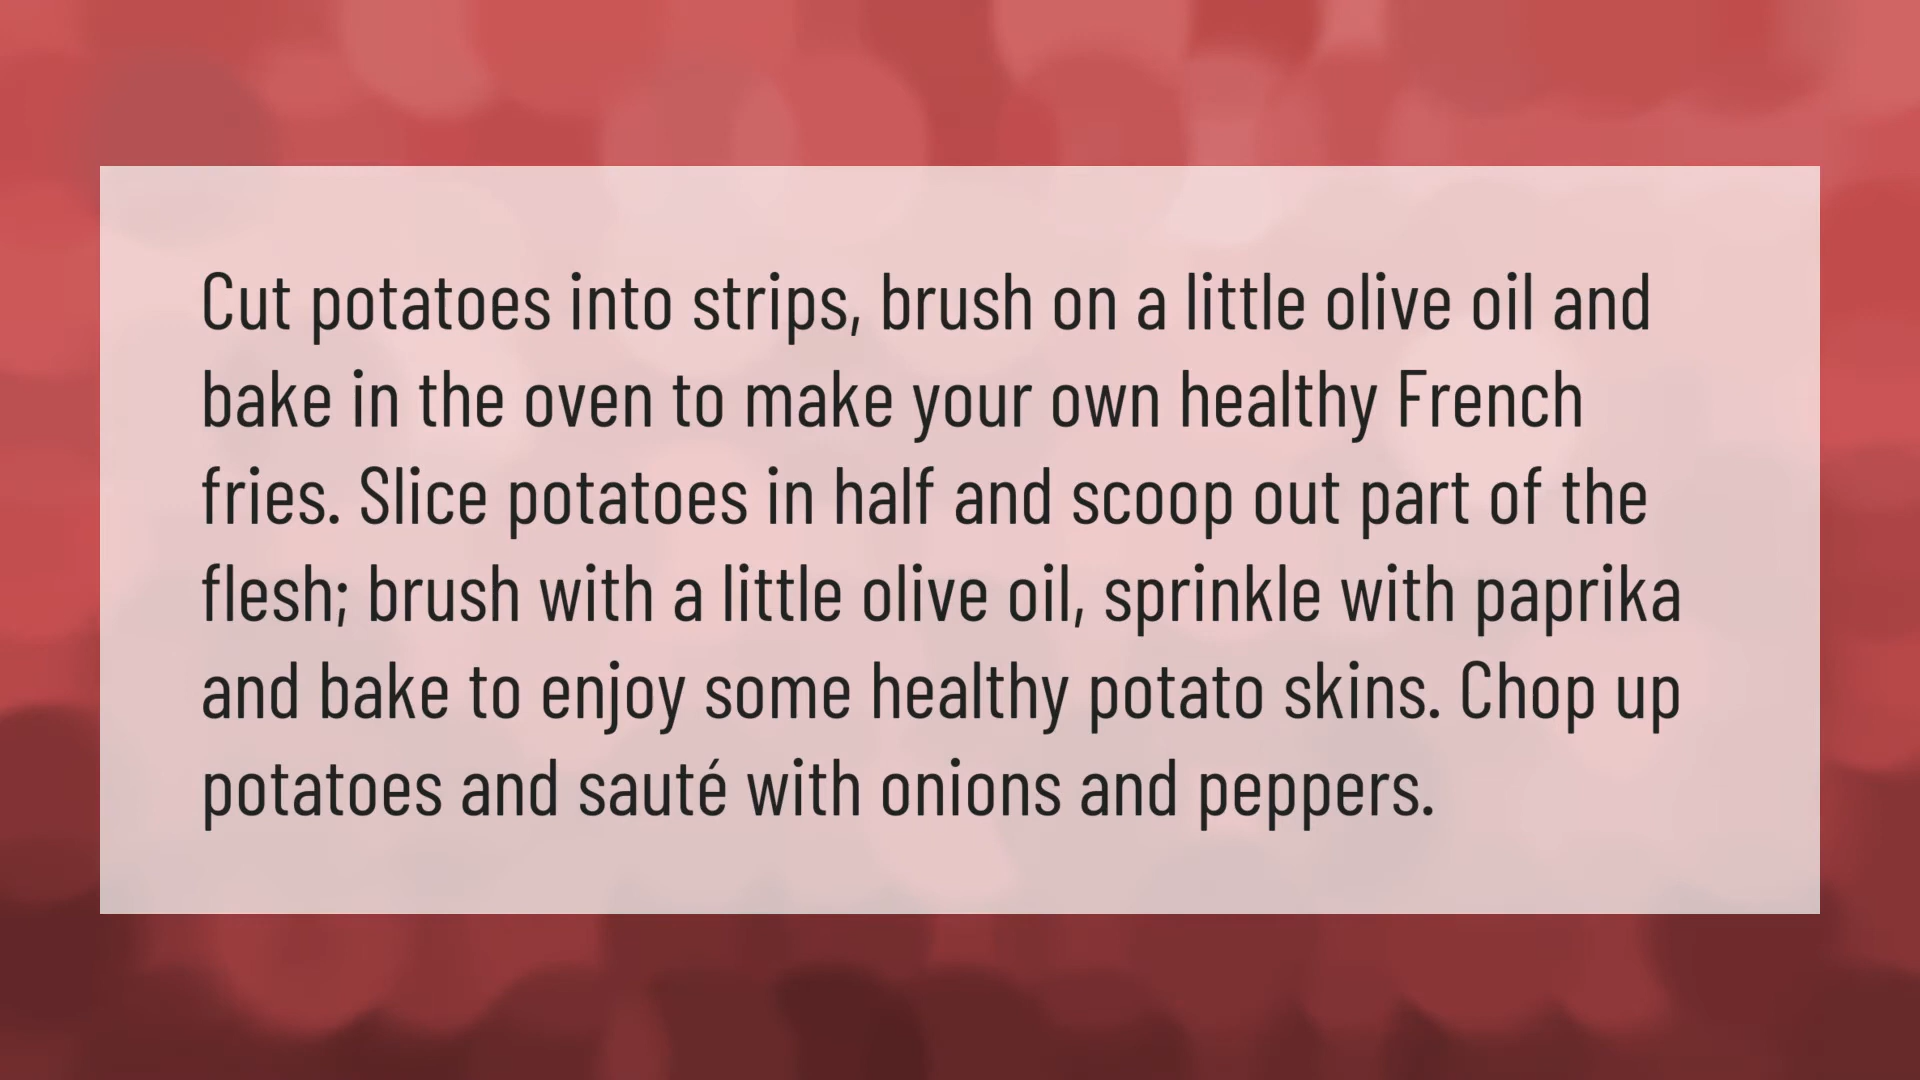 Cut potatoes into strips, brush on a little olive oil and
bake in the oven to make your own healthy French
fries. Slice potatoes in half and scoop out part of the
flesh; brush with a little olive oil, sprinkle with paprika
and bake to enjoy some healthy potato skins. Chop up
potatoes and sauté with onions and peppers.